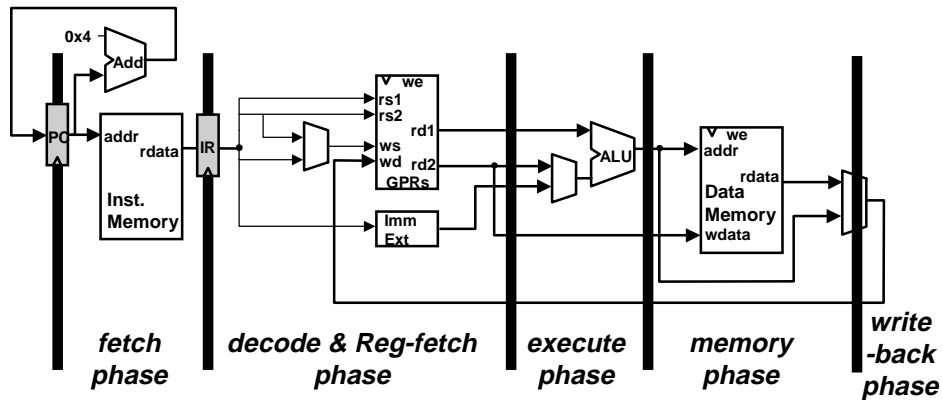 0x4
Add
PC
addr
rdata
Inst.
Memory
IR
we
rs1
rs2
rd1
ws
wd
rd2
GPRs
Imm
Ext
ALU
we
addr
rdata
Data
Memory
wdata
fetch
phase
decode & Reg-fetch
phase
execute
phase
memory
phase
write
-back
phase